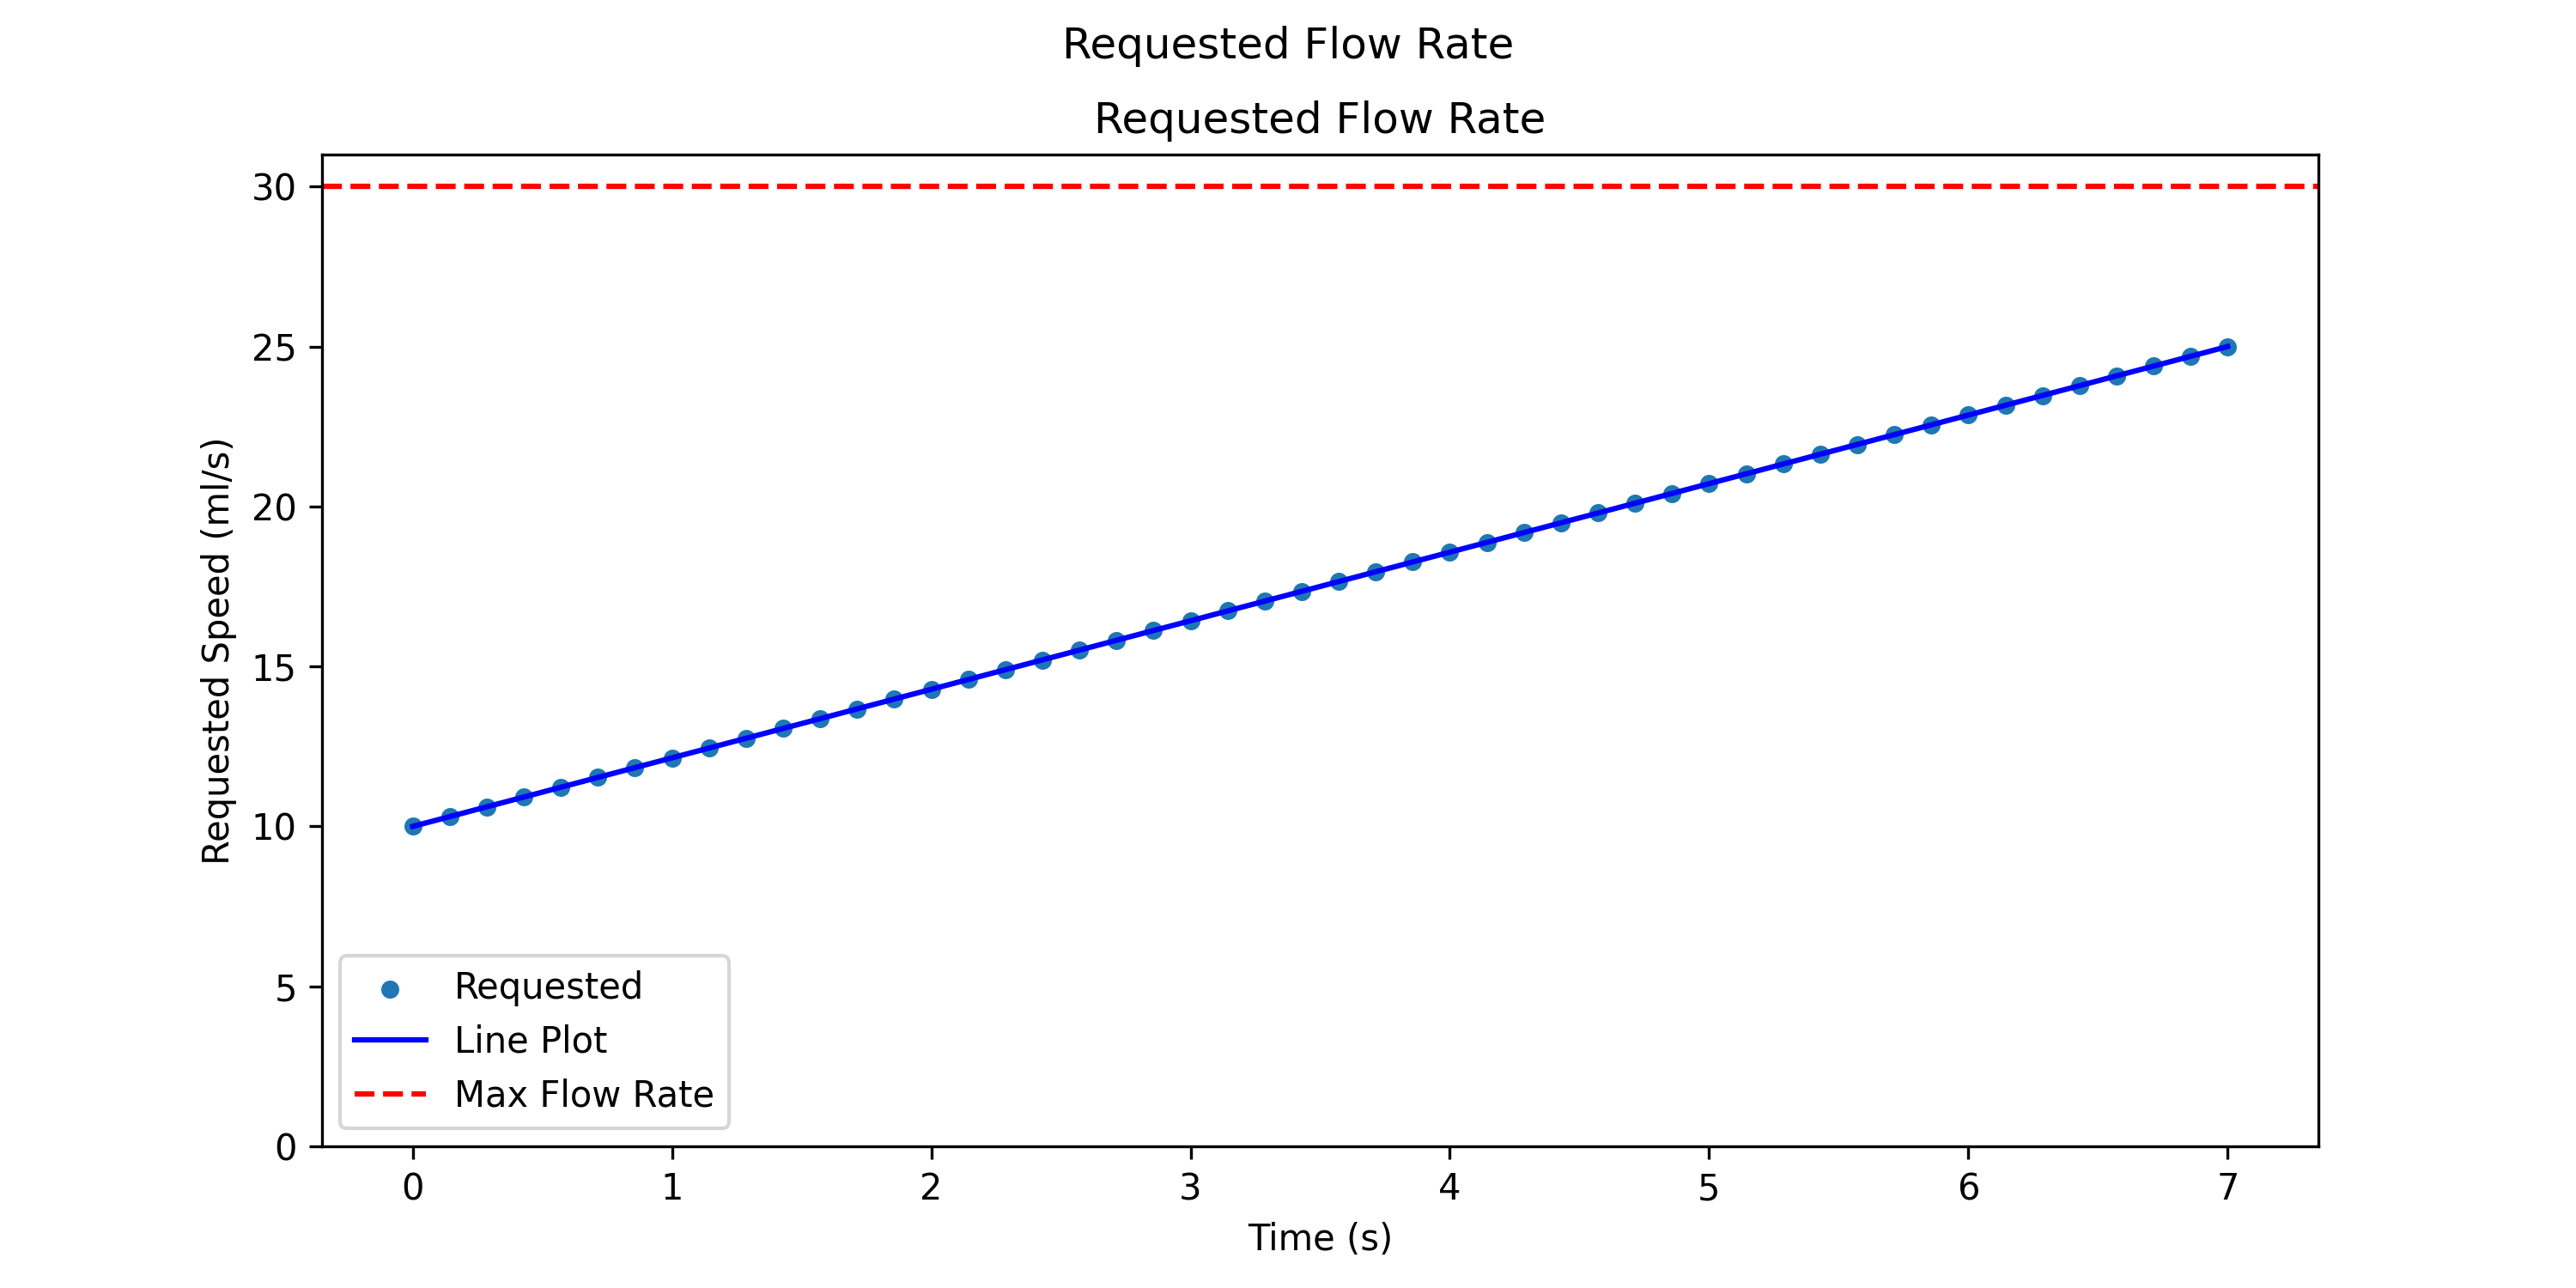 Requested Flow Rate
Requested Flow Rate
30
25
20
15
10
5
0
Requested Speed (ml/s)
Requested
Line Plot
Max Flow Rate
0 1 2 3 4 5 6 7
Time (s)